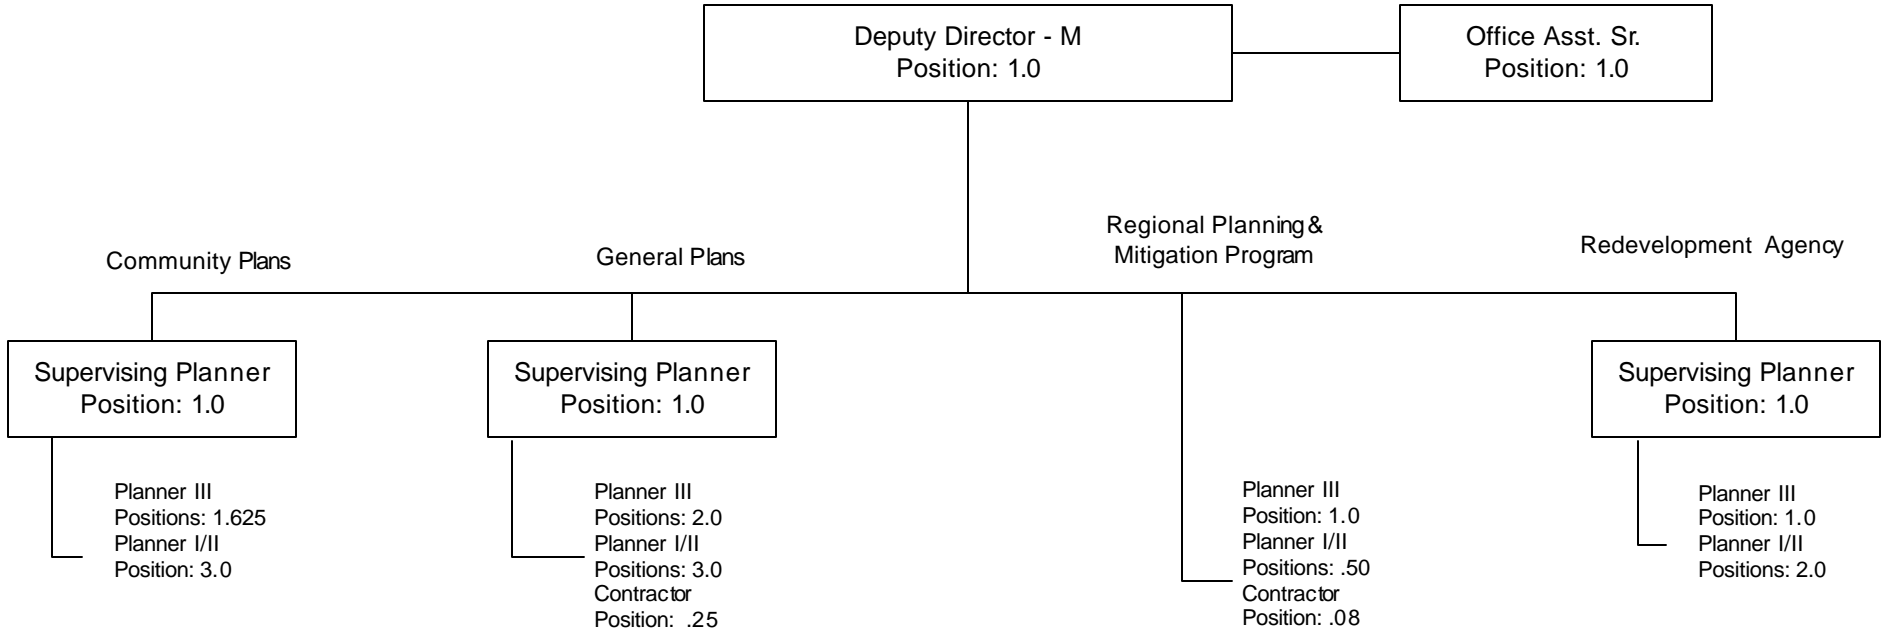 Deputy Director - M
Position: 1.0
Office Asst. Sr.
Position: 1.0
Community Plans
General Plans
Regional Planning &
Mitigation Program
Redevelopment Agency
Supervising Planner
Position: 1.0
Supervising Planner
Position: 1.0
Supervising Planner
Position: 1.0
Planner III
Positions: 1.625
Planner I/II
Position: 3.0
Planner III
Positions: 2.0
Planner I/II
Positions: 3.0
Contractor
Position: .25
Planner III
Position: 1.0
Planner I/II
Positions: .50
Contractor
Position: .08
Planner III
Position: 1.0
Planner I/II
Positions: 2.0